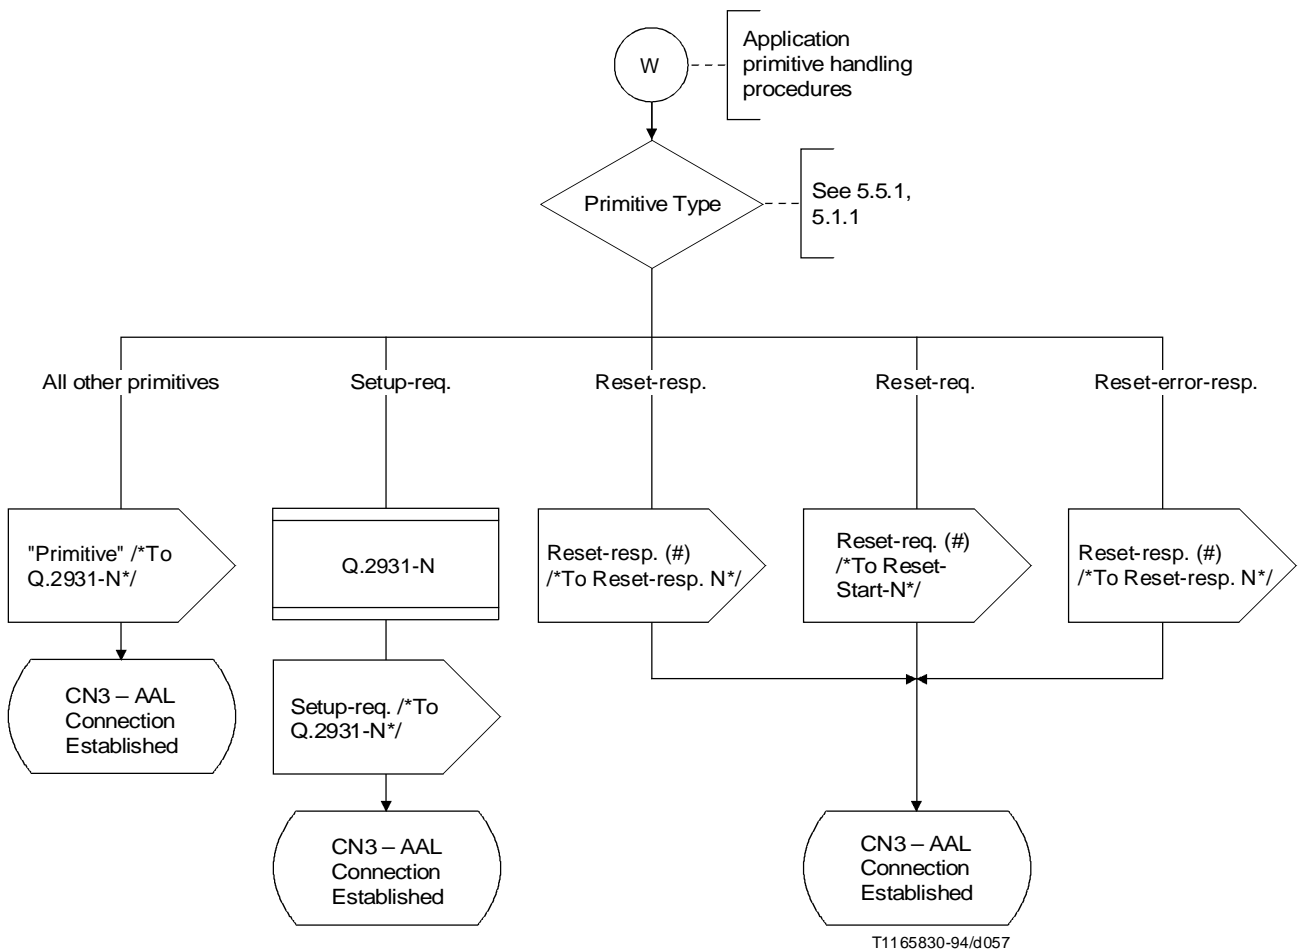 W
Application
primitive handling
procedures
Primitive Type
See 5.5.1,
5.1.1
All other primitives
Setup-req.
Reset-resp.
Reset-req.
Reset-error-resp.
"Primitive" /*To
Q.2931-N*/
Q.2931-N
Reset-resp. (#)
/*To Reset-resp. N*/
Reset-req. (#)
/*To Reset-
Start-N*/
Reset-resp. (#)
/*To Reset-resp. N*/
CN3 – AAL
Connection
Established
Setup-req. /*To
Q.2931-N*/
CN3 – AAL
Connection
Established
CN3 – AAL
Connection
Established
T1165830-94/d057